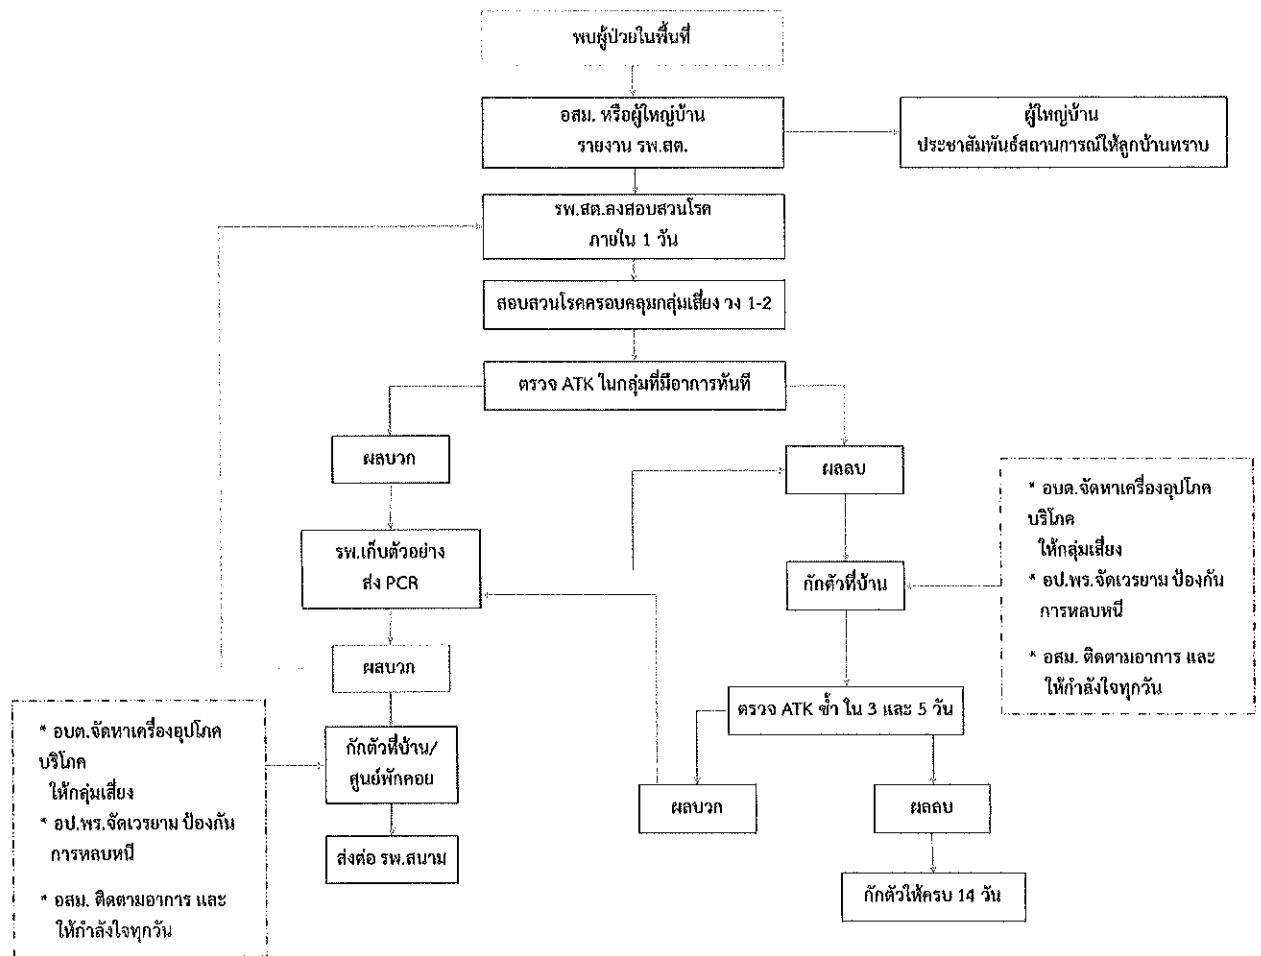 พบผู้ป่วยในพื้นที่
อสม. หรือผู้ใหญ่บ้าน
รายงาน รพ.สต.
ผู้ใหญ่บ้าน
ประชาสัมพันธ์สถานการณ์ให้ลูกบ้านทราบ
รพ.สต.ลงสอบสวนโรค
ภายใน 1 วัน
สอบสวนโรคครอบคลุมกลุ่มเสี่ยง วง 1-2
ตรวจ ATK ในกลุ่มที่มีอาการทันที
ผลบวก
ผลลบ
รพ.เก็บตัวอย่าง
ส่ง PCR
กักตัวที่บ้าน
* อบต.จัดหาเครื่องอุปโภค
บริโภค
ให้กลุ่มเสี่ยง
* อป.พร.จัดเวรยาม ป้องกัน
การหลบหนี
* อสม. ติดตามอาการ และ
ให้กำลังใจทุกวัน
ผลบวก
ตรวจ ATK ซ้ำ ใน 3 และ 5 วัน
* อบต.จัดหาเครื่องอุปโภค
บริโภค
ให้กลุ่มเสี่ยง
* อป.พร.จัดเวรยาม ป้องกัน
การหลบหนี
* อสม. ติดตามอาการ และ
ให้กำลังใจทุกวัน
กักตัวที่บ้าน/
ศูนย์พักคอย
ผลบวก
ผลลบ
ส่งต่อ รพ.สนาม
กักตัวให้ครบ 14 วัน